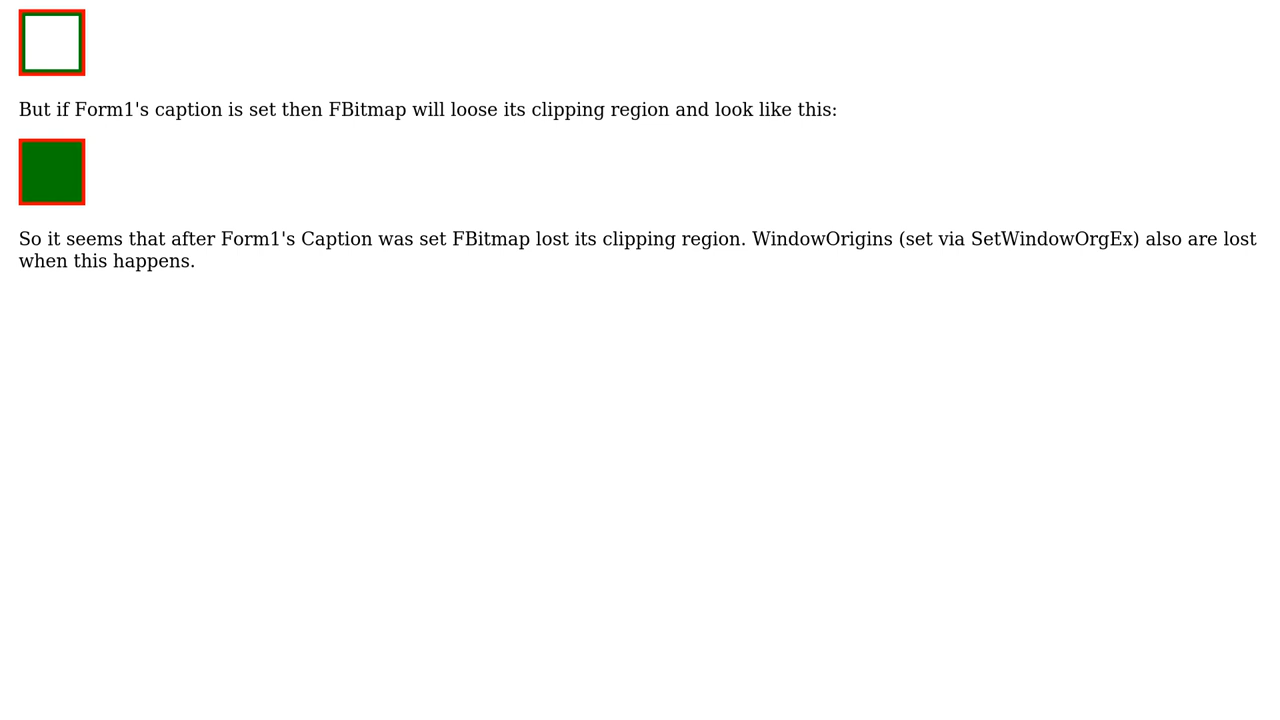 But if Form1's caption is set then FBitmap will loose its clipping region and look like this:
So it seems that after Form1's Caption was set FBitmap lost its clipping region. WindowOrigins (set via SetWindowOrgEx) also are lost
when this happens.